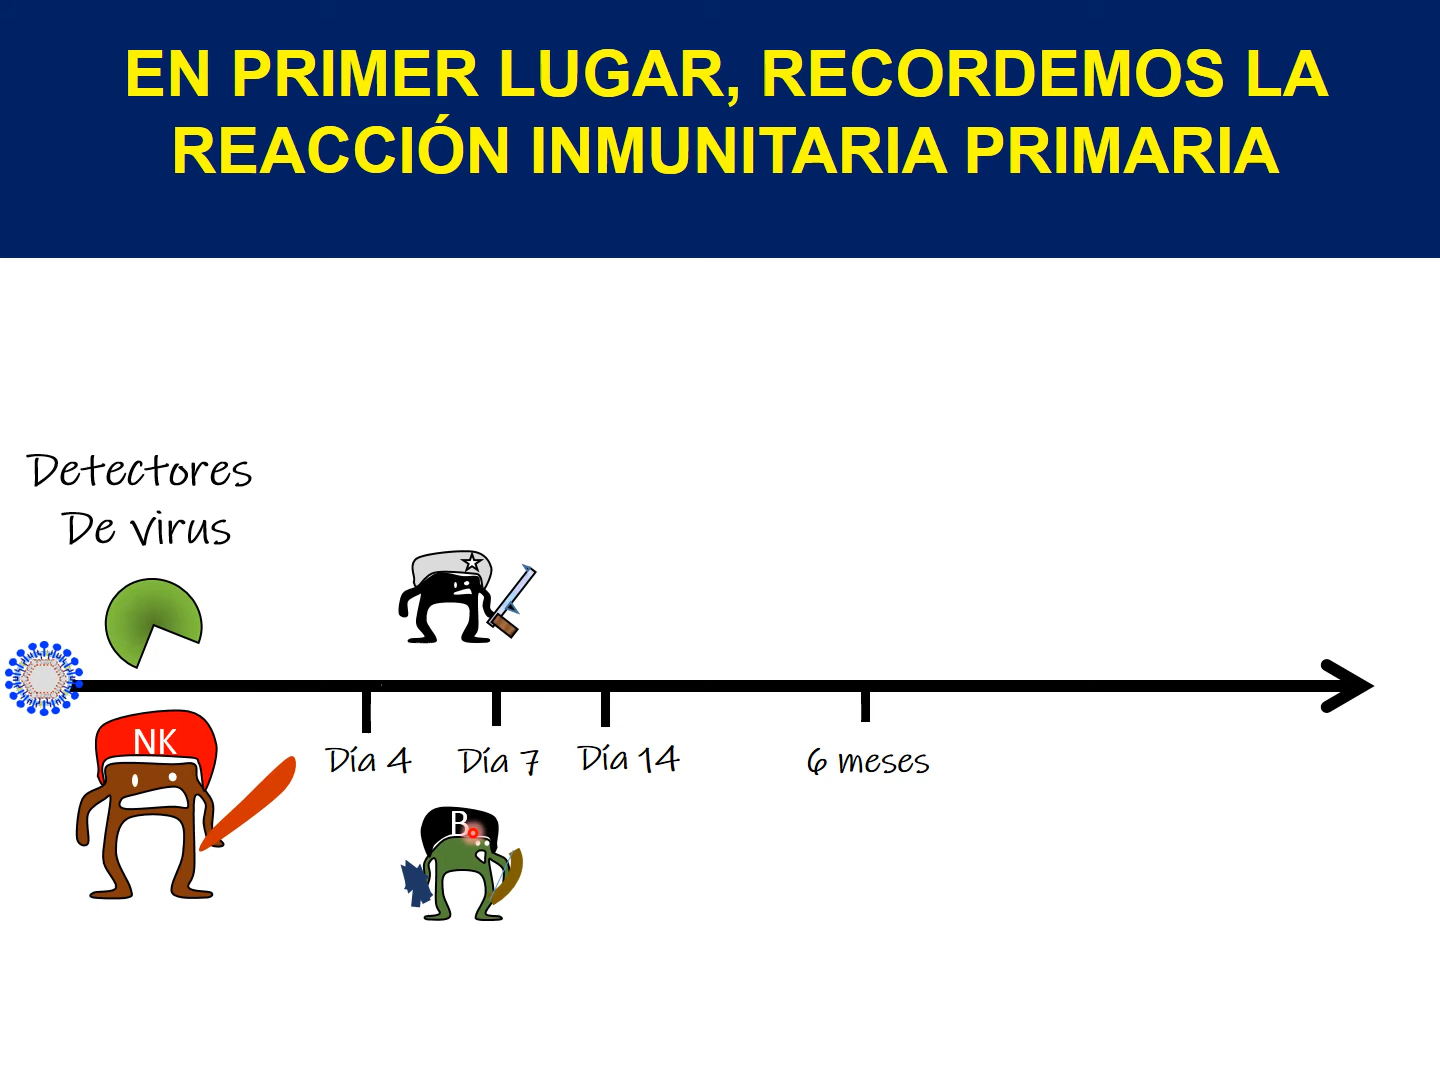 EN PRIMER LUGAR, RECORDEMOS LA
REACCIÓN INMUNITARIA PRIMARIA
Detectores
De virus
NK
Día 4
Día 7
Día 14
6 meses
B